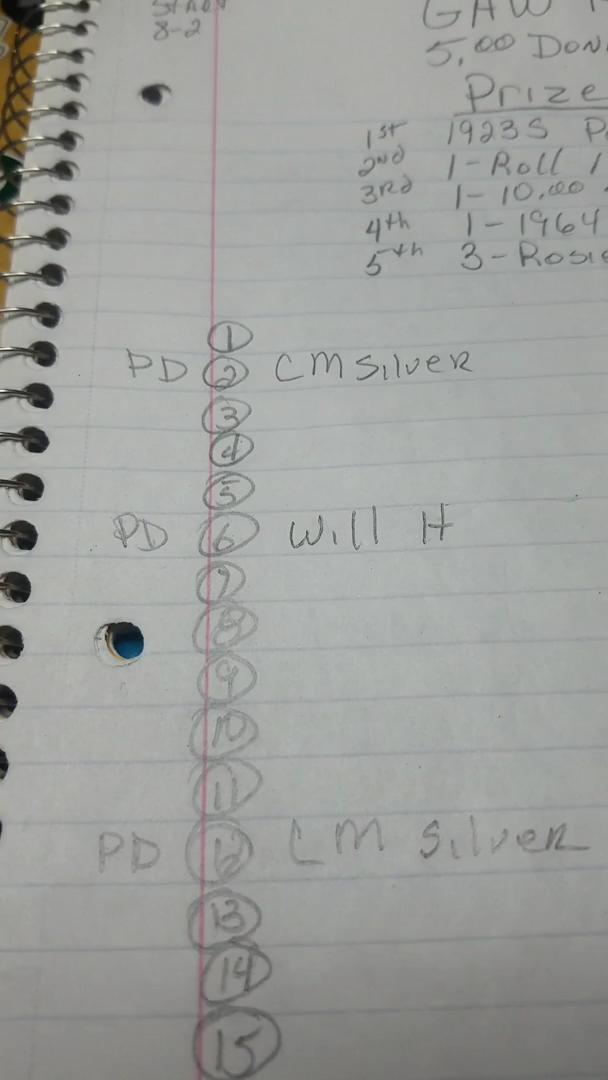 8-2
GAW
5.00 DON
Prize
1st 1923S P
2nd 1-Roll 1
3rd 1-10.00
4th 1-1964
5th 3-Rosie
1
PD 2 CM Silver
3
4
5
PD 6 Will H
7
8
9
10
11
PD 12 CM Silver
13
14
15